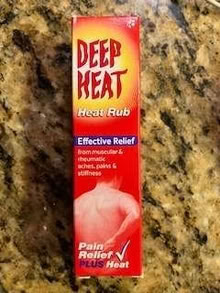 DEEP
HEAT
Heat Rub
Effective Relief
from muscular &
rheumatic
aches, pains &
stiffness
Pain
Relief
PLUS Heat